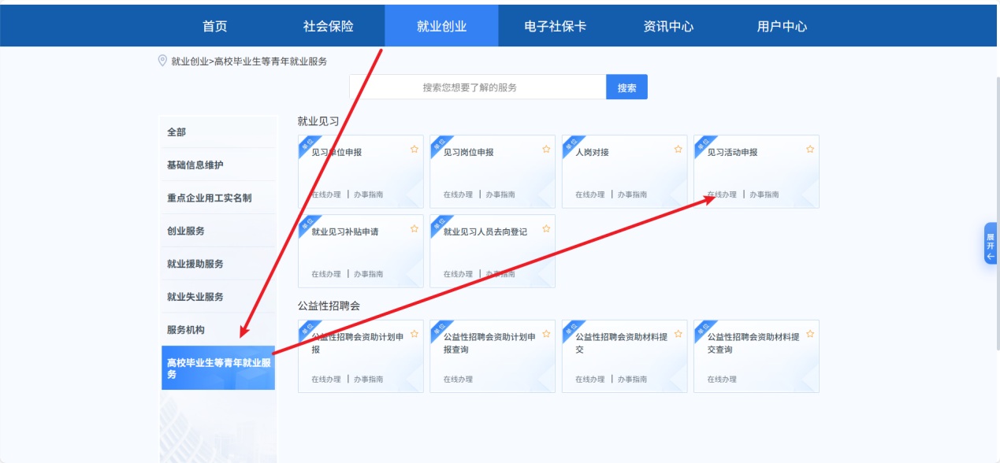 首页 社会保险 就业创业 电子社保卡 资讯中心 用户中心
就业创业>高校毕业生等青年就业服务
搜索您想要了解的服务 搜索
全部
基础信息维护
重点企业用工实名制
创业服务
就业援助服务
就业失业服务
服务机构
高校毕业生等青年就业服
务
就业见习
单位
见习单位申报
在线办理 | 办事指南
单位
见习岗位申报
在线办理 | 办事指南
单位
人岗对接
在线办理 | 办事指南
单位
见习活动申报
在线办理 | 办事指南
单位
就业见习补贴申请
在线办理 | 办事指南
单位
就业见习人员去向登记
在线办理 | 办事指南
公益性招聘会
单位
公益性招聘会资助计划申
报
在线办理 | 办事指南
单位
公益性招聘会资助计划申
报查询
在线办理
单位
公益性招聘会资助材料提
交
在线办理 | 办事指南
单位
公益性招聘会资助材料提
交查询
在线办理
展
开